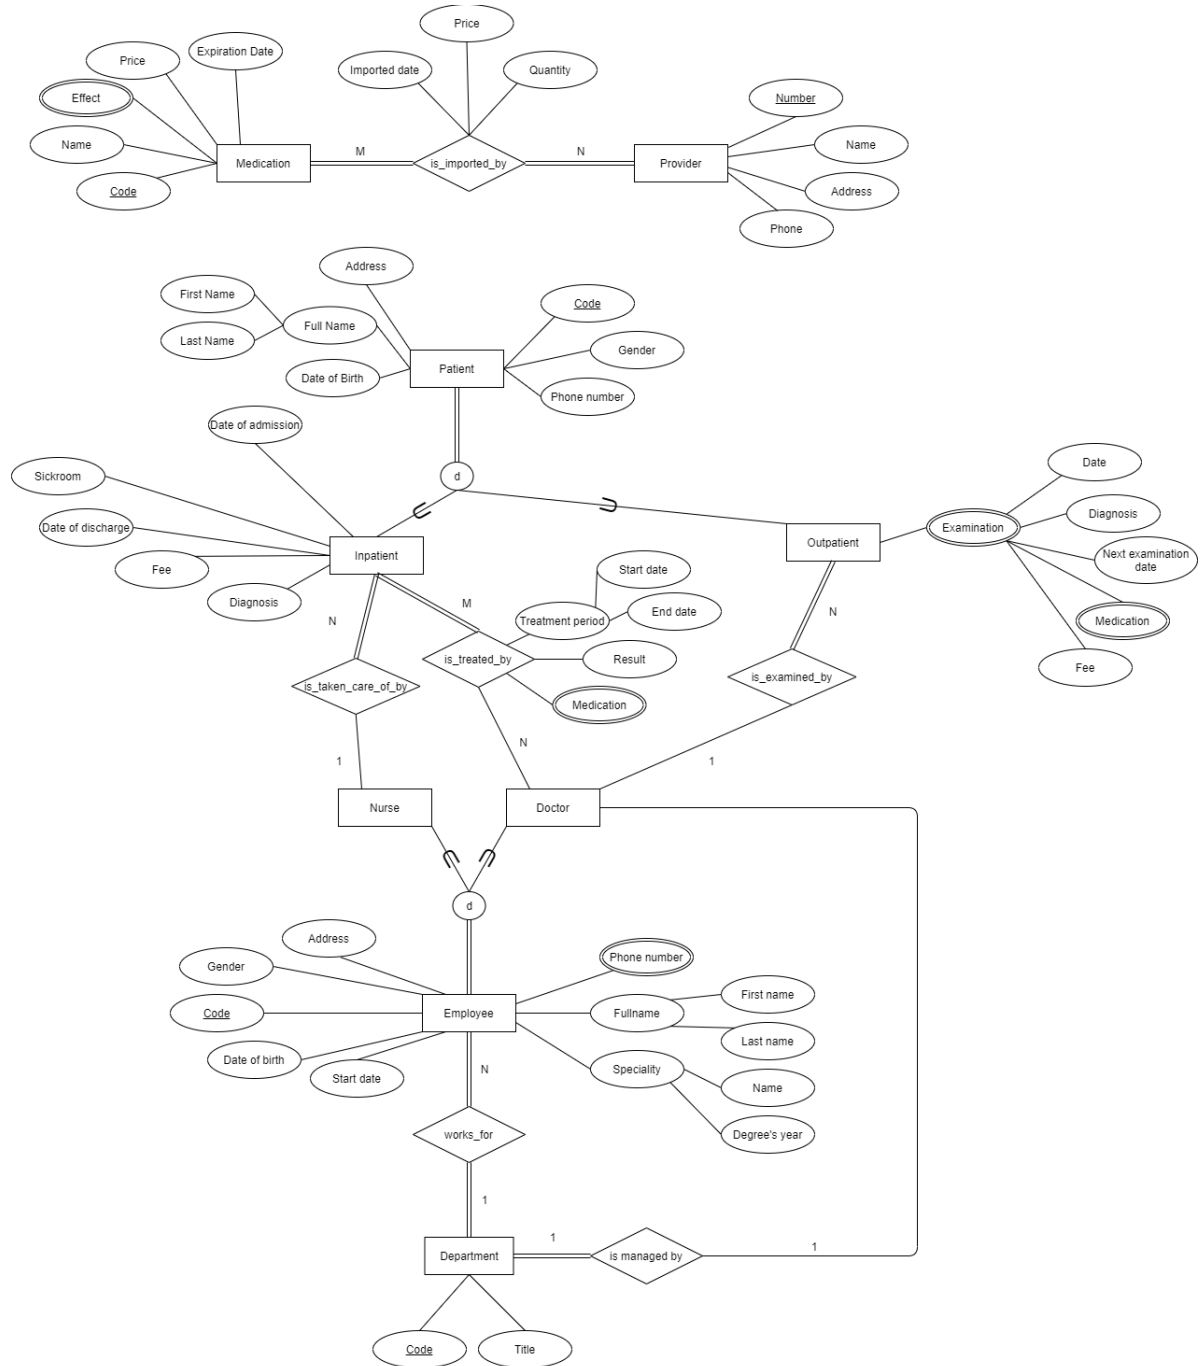 Price
Expiration Date
Price
Imported date
Quantity
Effect
Number
Name
Name
M
N
Medication
is_imported_by
Provider
Code
Address
Phone
Address
First Name
Code
Full Name
Last Name
Gender
Patient
Date of Birth
Phone number
Date of admission
Date
Sickroom
d
Diagnosis
Date of discharge
Examination
Outpatient
Inpatient
Next examination
date
Fee
Start date
Diagnosis
M
End date
N
Treatment period
N
Medication
is_treated_by
Result
Fee
is_taken_care_of_by
is_examined_by
Medication
N
1
1
Nurse
Doctor
d
Address
Phone number
Gender
First name
Code
Employee
Fullname
Last name
Date of birth
Start date
N
Speciality
Name
works_for
Degree's year
1
1
1
Department
is managed by
Code
Title